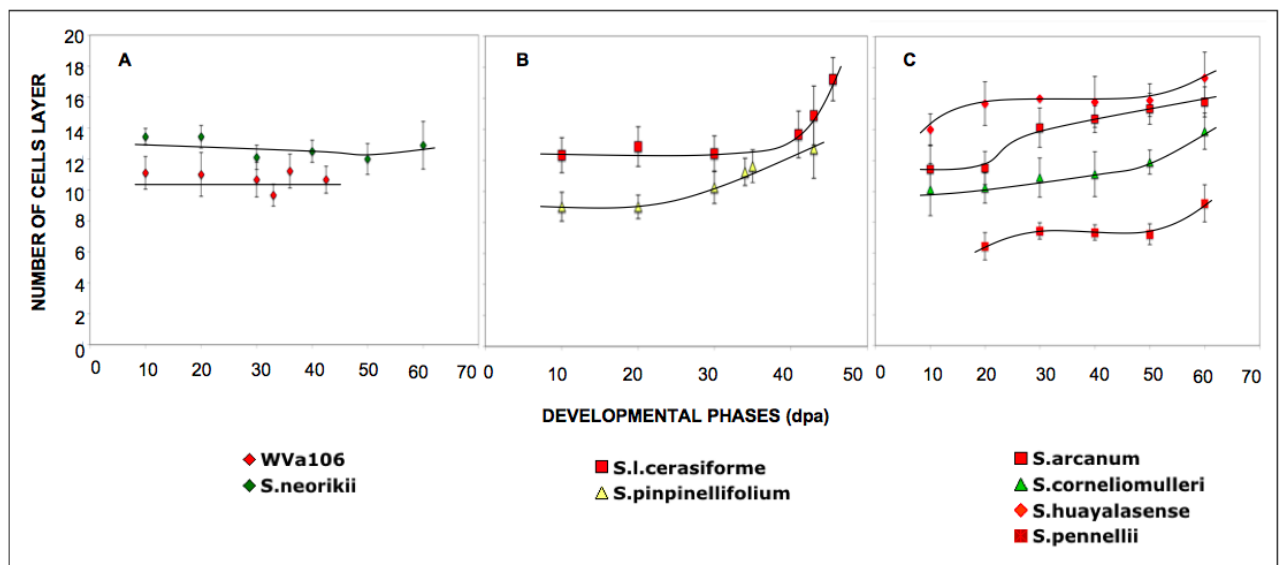 NUMBER OF CELLS LAYER
20
18
16
14
12
10
8
6
4
2
0
A
B
C
0 10 20 30 40 50 60 70
0 10 20 30 40 50
0 10 20 30 40 50 60 70
DEVELOPMENTAL PHASES (dpa)
WVa106
S.neorikii
S.l.cerasiforme
S.pinpinellifolium
S.arcanum
S.corneliomulleri
S.huayalasense
S.pennellii